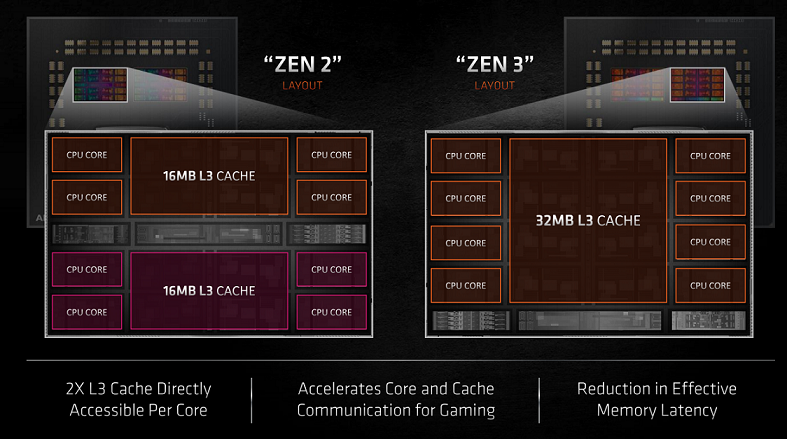 “ZEN 2”
LAYOUT
“ZEN 3”
LAYOUT
CPU CORE
16MB L3 CACHE
CPU CORE
CPU CORE
CPU CORE
CPU CORE
16MB L3 CACHE
CPU CORE
CPU CORE
CPU CORE
CPU CORE
CPU CORE
CPU CORE
CPU CORE
32MB L3 CACHE
CPU CORE
CPU CORE
CPU CORE
CPU CORE
2X L3 Cache Directly
Accessible Per Core
Accelerates Core and Cache
Communication for Gaming
Reduction in Effective
Memory Latency